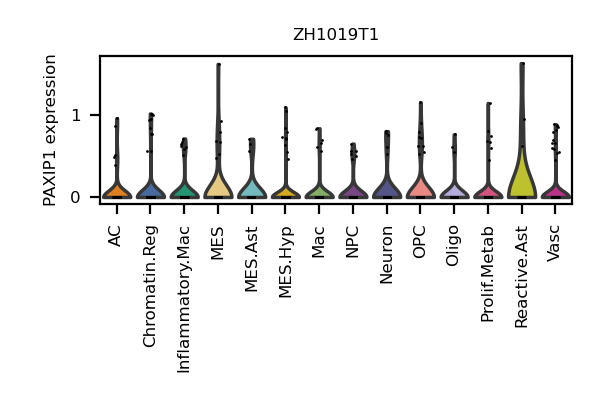 ZH1019T1
PAXIP1 expression
1
0
AC
Chromatin.Reg
Inflammatory.Mac
MES
MES.Ast
MES.Hyp
Mac
NPC
Neuron
OPC
Oligo
Prolif.Metab
Reactive.Ast
Vasc